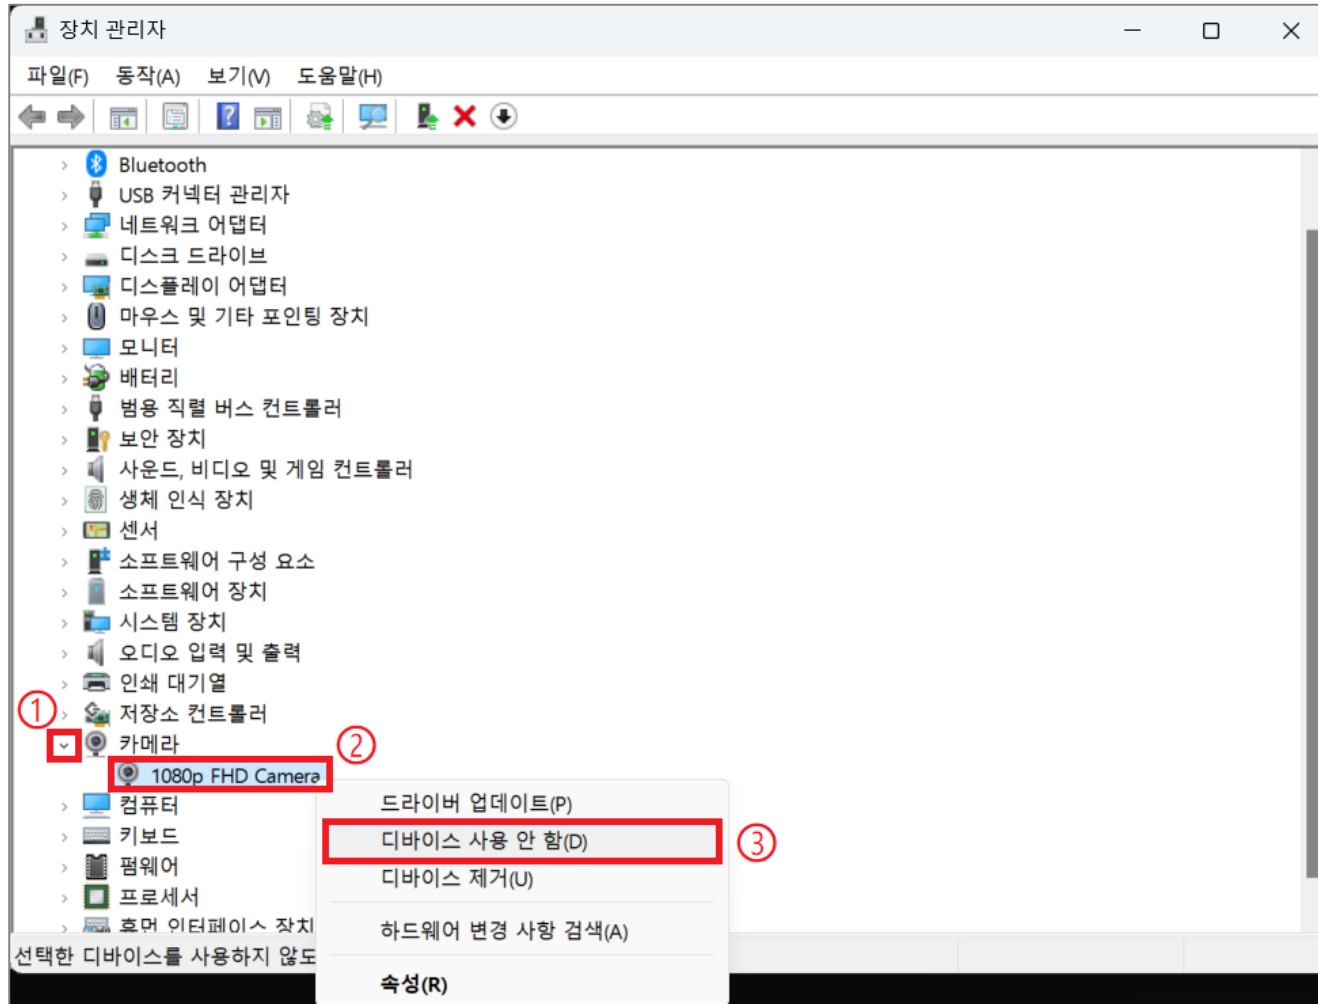 장치 관리자
파일(F) 동작(A) 보기(V) 도움말(H)
Bluetooth
USB 커넥터 관리자
네트워크 어댑터
디스크 드라이브
디스플레이 어댑터
마우스 및 기타 포인팅 장치
모니터
배터리
범용 직렬 버스 컨트롤러
보안 장치
사운드, 비디오 및 게임 컨트롤러
생체 인식 장치
센서
소프트웨어 구성 요소
소프트웨어 장치
시스템 장치
오디오 입력 및 출력
인쇄 대기열
① 저장소 컨트롤러
카메라 ②
1080p FHD Camera
컴퓨터
키보드
펌웨어
프로세서
휴먼 인터페이스 장치
드라이버 업데이트(P)
디바이스 사용 안 함(D) ③
디바이스 제거(U)
하드웨어 변경 사항 검색(A)
속성(R)
선택한 디바이스를 사용하지 않도